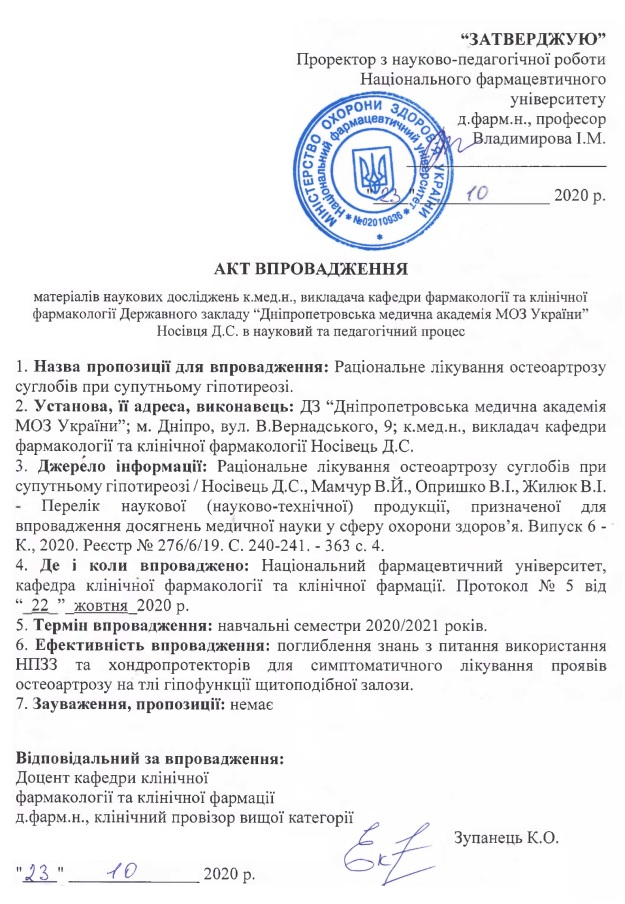 “ЗАТВЕРДЖУЮ”
Проректор з науково-педагогічної роботи
Національного фармацевтичного
університету
д.фарм.н., професор
Владимирова І.М.
МІНІСТЕРСТВО ОХОРОНИ ЗДОРОВ'Я УКРАЇНИ
Національний фармацевтичний університет
№02010936
"23" 10 2020 р.
АКТ ВПРОВАДЖЕННЯ
матеріалів наукових досліджень к.мед.н., викладача кафедри фармакології та клінічної
фармакології Державного закладу “Дніпропетровська медична академія МОЗ України”
Носівця Д.С. в науковий та педагогічний процес
1. Назва пропозиції для впровадження: Раціональне лікування остеоартрозу
суглобів при супутньому гіпотиреозі.
2. Установа, її адреса, виконавець: ДЗ “Дніпропетровська медична академія
МОЗ України”; м. Дніпро, вул. В.Вернадського, 9; к.мед.н., викладач кафедри
фармакології та клінічної фармакології Носівець Д.С.
3. Джерело інформації: Раціональне лікування остеоартрозу суглобів при
супутньому гіпотиреозі / Носівець Д.С., Мамчур В.Й., Опришко В.І., Жилюк В.І.
- Перелік наукової (науково-технічної) продукції, призначеної для
впровадження досягнень медичної науки у сферу охорони здоров’я. Випуск 6 -
К., 2020. Реєстр № 276/6/19. С. 240-241. - 363 с. 4.
4. Де і коли впроваджено: Національний фармацевтичний університет,
кафедра клінічної фармакології та клінічної фармації. Протокол № 5 від
“_22_”_жовтня_2020 р.
5. Термін впровадження: навчальні семестри 2020/2021 років.
6. Ефективність впровадження: поглиблення знань з питання використання
НПЗЗ та хондропротекторів для симптоматичного лікування проявів
остеоартрозу на тлі гіпофункції щитоподібної залози.
7. Зауваження, пропозиції: немає
Відповідальний за впровадження:
Доцент кафедри клінічної
фармакології та клінічної фармації
д.фарм.н., клінічний провізор вищої категорії
Зупанець К.О.
"23" 10 2020 р.